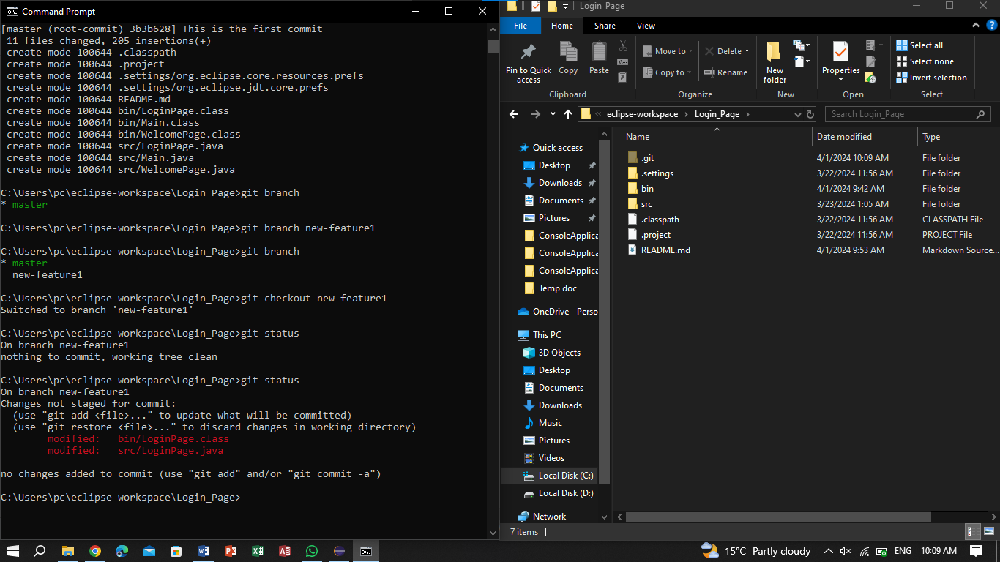 Command Prompt
[master (root-commit) 3b3b628] This is the first commit
11 files changed, 205 insertions(+)
create mode 100644 .classpath
create mode 100644 .project
create mode 100644 .settings/org.eclipse.core.resources.prefs
create mode 100644 .settings/org.eclipse.jdt.core.prefs
create mode 100644 README.md
create mode 100644 bin/LoginPage.class
create mode 100644 bin/Main.class
create mode 100644 bin/WelcomePage.class
create mode 100644 src/LoginPage.java
create mode 100644 src/Main.java
create mode 100644 src/WelcomePage.java
C:\Users\pc\eclipse-workspace\Login_Page>git branch
* master
C:\Users\pc\eclipse-workspace\Login_Page>git branch new-feature1
C:\Users\pc\eclipse-workspace\Login_Page>git branch
* master
new-feature1
C:\Users\pc\eclipse-workspace\Login_Page>git checkout new-feature1
Switched to branch 'new-feature1'
C:\Users\pc\eclipse-workspace\Login_Page>git status
On branch new-feature1
nothing to commit, working tree clean
C:\Users\pc\eclipse-workspace\Login_Page>git status
On branch new-feature1
Changes not staged for commit:
(use "git add <file>..." to update what will be committed)
(use "git restore <file>..." to discard changes in working directory)
modified:   bin/LoginPage.class
modified:   src/LoginPage.java
no changes added to commit (use "git add" and/or "git commit -a")
C:\Users\pc\eclipse-workspace\Login_Page>
Login_Page
File Home Share View
Pin to Quick access
Copy
Paste
Clipboard
Move to
Copy to
Delete
Rename
Organize
New folder
New
Properties
Open
Select all
Select none
Invert selection
Select
eclipse-workspace > Login_Page >
Search Login_Page
Quick access
Desktop
Downloads
Documents
Pictures
ConsoleApplica
ConsoleApplica
ConsoleApplica
Temp doc
OneDrive - Perso
This PC
3D Objects
Desktop
Documents
Downloads
Music
Pictures
Videos
Local Disk (C:)
Local Disk (D:)
Network
Name Date modified Type
.git 4/1/2024 10:09 AM File folder
.settings 3/22/2024 11:56 AM File folder
bin 4/1/2024 9:42 AM File folder
src 3/23/2024 1:05 AM File folder
.classpath 3/22/2024 11:56 AM CLASSPATH File
.project 3/22/2024 11:56 AM PROJECT File
README.md 4/1/2024 9:53 AM Markdown Source...
7 items
15°C Partly cloudy ENG 10:09 AM